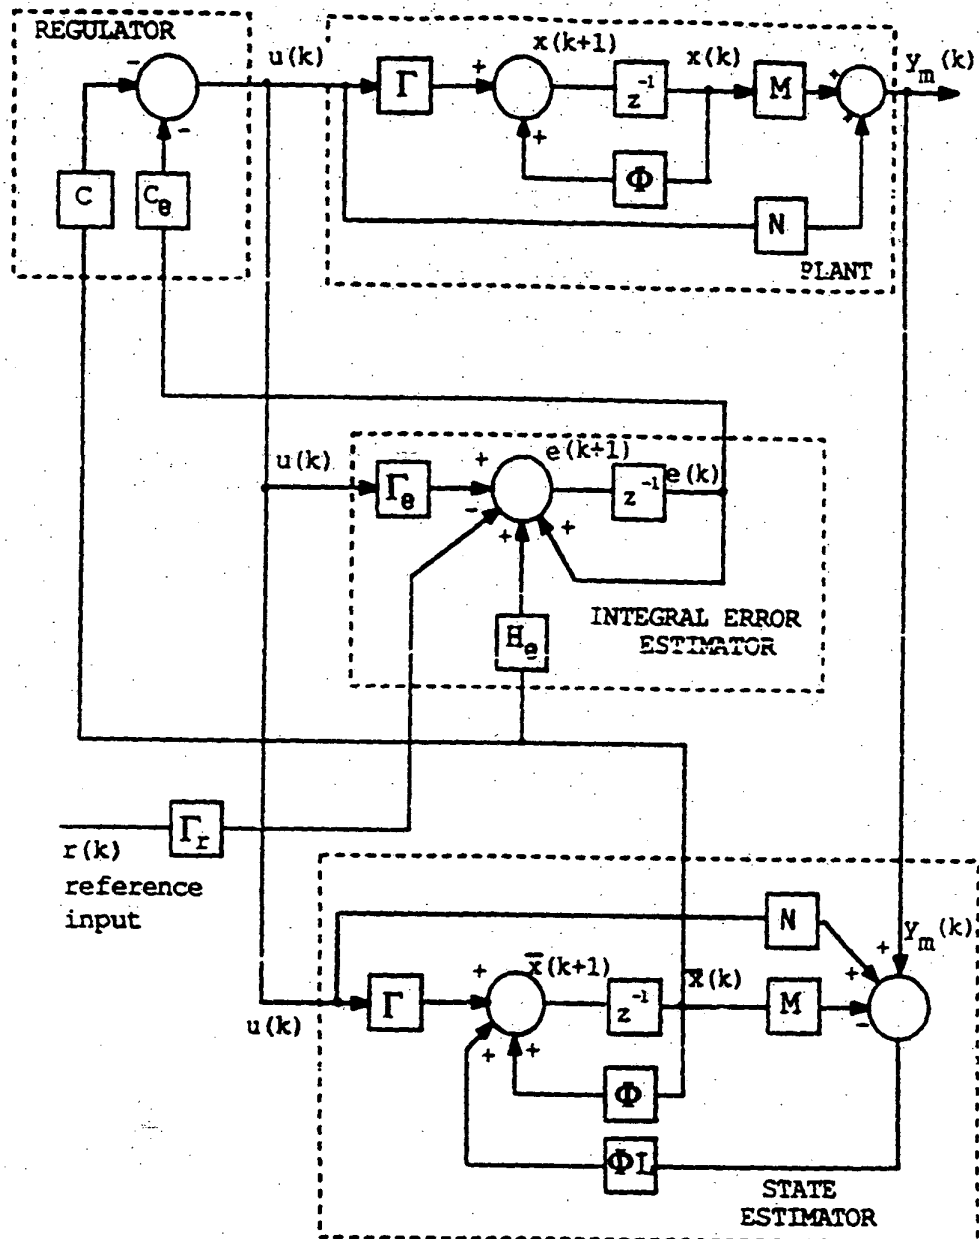 REGULATOR
u(k)
x(k+1)
x(k)
y_m(k)
Γ
z⁻¹
M
Φ
N
PLANT
C
C_e
u(k)
e(k+1)
e(k)
Γ_e
z⁻¹
H_e
INTEGRAL ERROR
ESTIMATOR
Γ_r
r(k)
reference
input
N
y_m(k)
x̄(k+1)
x̄(k)
Γ
z⁻¹
M
u(k)
Φ
ΦL
STATE
ESTIMATOR